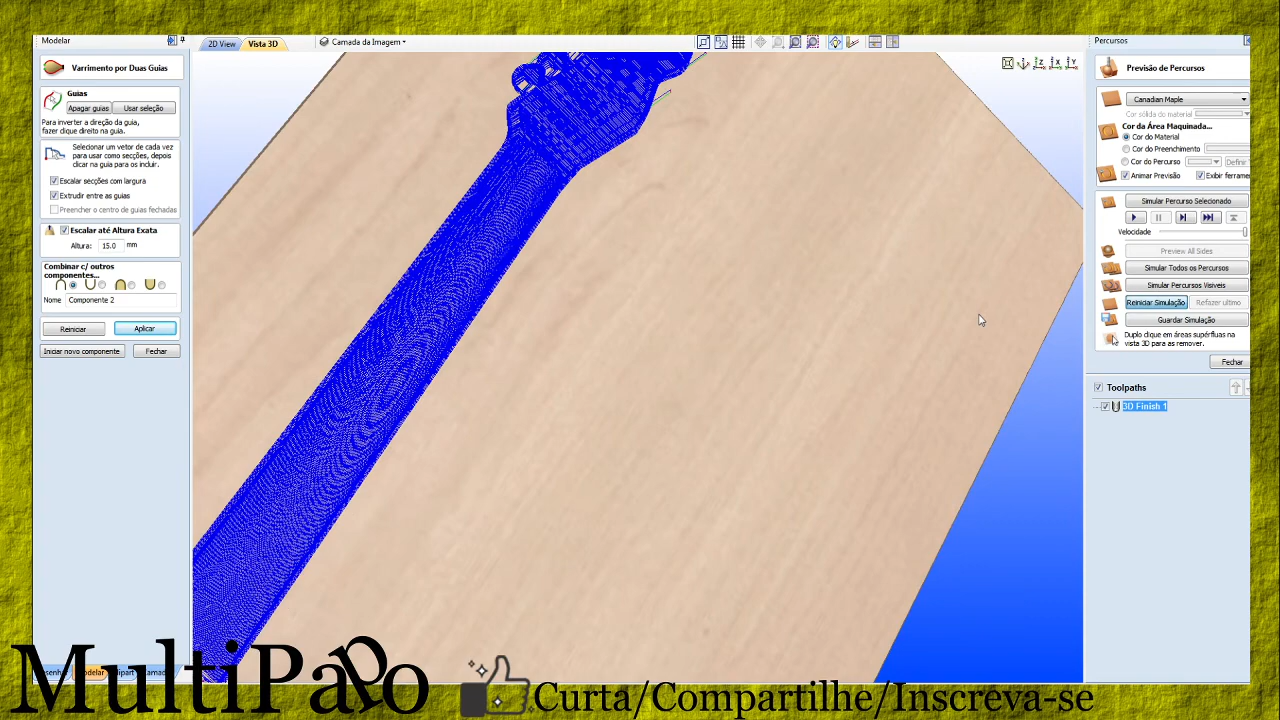 Modelar
2D View
Vista 3D
Camada da Imagem
Percursos
Varrimento por Duas Guias
Previsão de Percursos
Guias
Apagar guias
Usar seleção
Para inverter a direção da guia,
fazer clique direito na guia.
Selecionar um vetor de cada vez
para usar como secções, depois
clicar na guia para os incluir.
Escalar secções com largura
Extrudir entre as guias
Preencher o centro de guias fechadas
Escalar até Altura Exata
Altura: 15.0 mm
Combinar c/ outros
componentes...
Nome Componente 2
Reiniciar
Aplicar
Iniciar novo componente
Fechar
Canadian Maple
Cor sólida do material
Cor da Área Maquinada...
Cor do Material
Cor do Preenchimento
Cor do Percurso
Definir
Animar Previsão
Exibir ferrame
Simular Percurso Selecionado
Velocidade
Preview All Sides
Simular Todos os Percursos
Simular Percursos Visiveis
Reiniciar Simulação
Refazer ultimo
Guardar Simulação
Duplo clique em áreas supérfluas na
vista 3D para as remover.
Fechar
Toolpaths
3D Finish 1
MultiPapo
Curta/Compartilhe/Inscreva-se